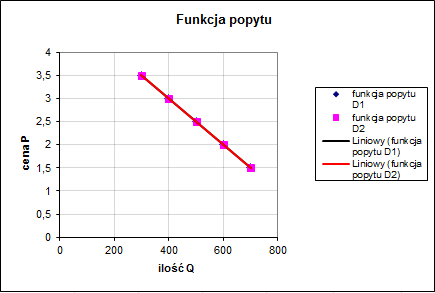 Funkcja popytu
4
3,5
3
2,5
2
1,5
1
0,5
0
cena P
0 200 400 600 800
ilość Q
funkcja popytu
D1
funkcja popytu
D2
Liniowy (funkcja
popytu D1)
Liniowy (funkcja
popytu D2)